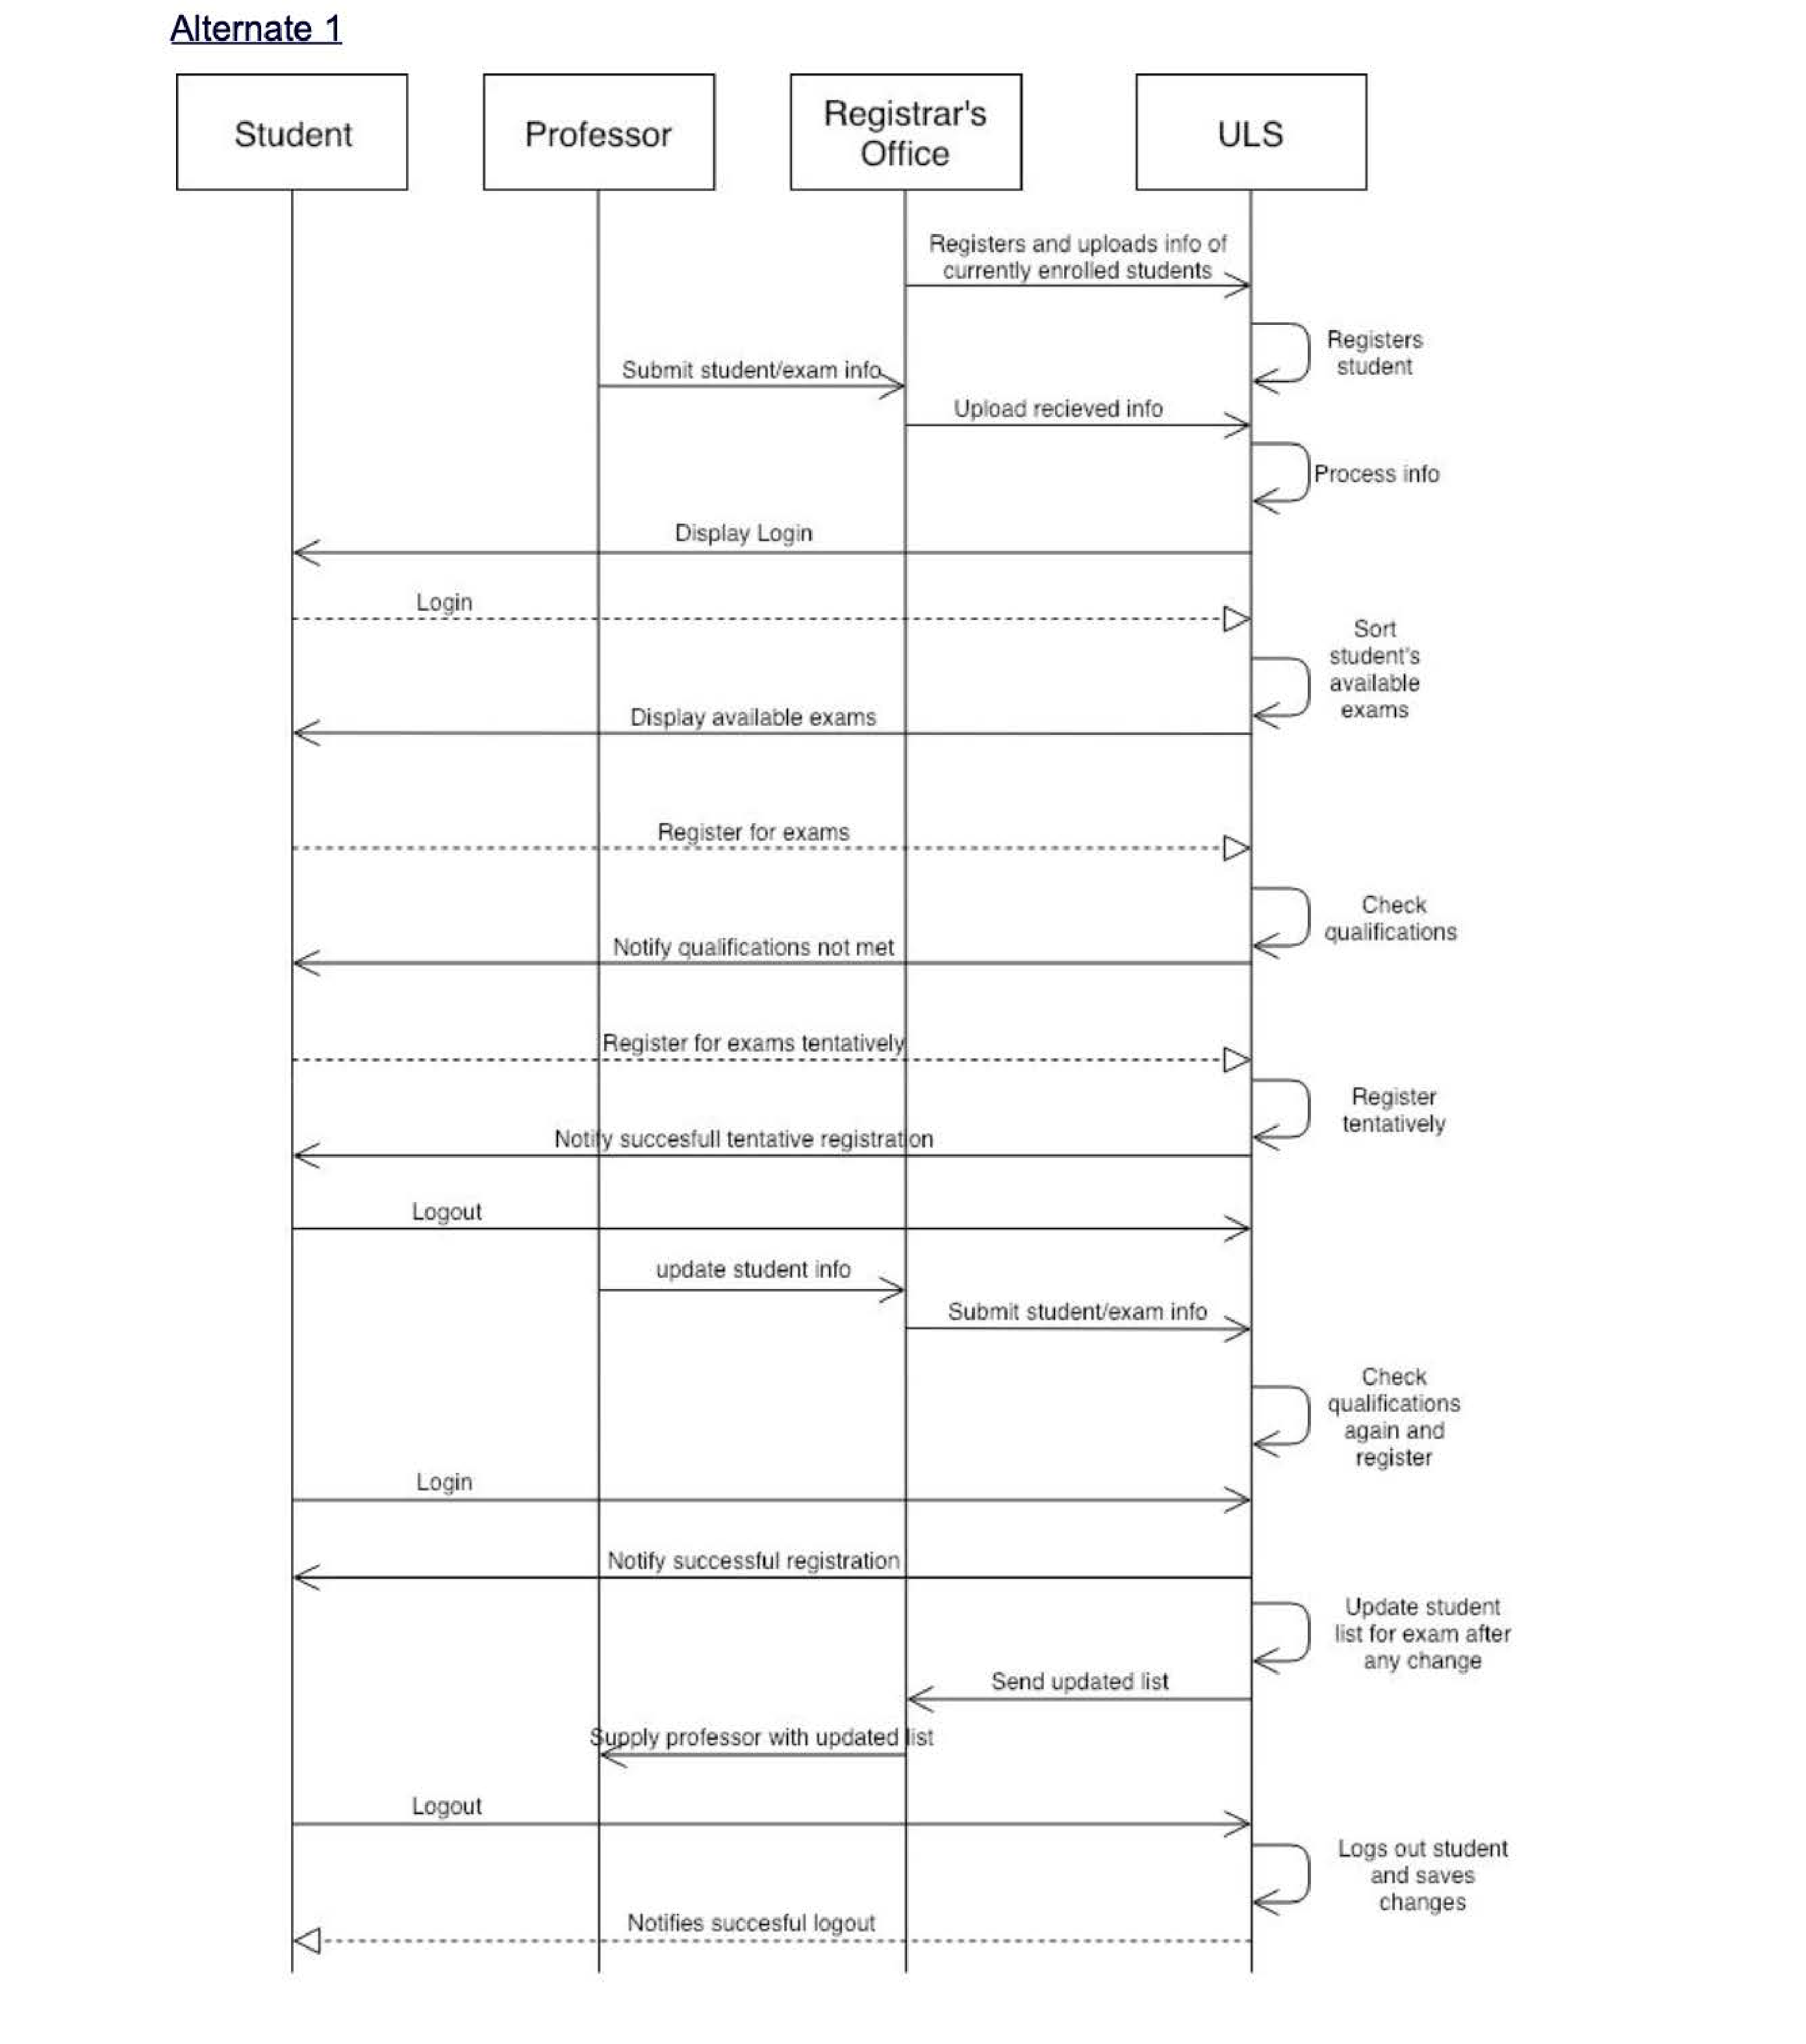 Alternate 1
Student
Professor
Registrar's
Office
ULS
Registers and uploads info of
currently enrolled students
Registers
student
Submit student/exam info
Upload recieved info
Process info
Display Login
Login
Sort
student's
available
exams
Display available exams
Register for exams
Check
qualifications
Notify qualifications not met
Register for exams tentatively
Register
tentatively
Notify succesfull tentative registration
Logout
update student info
Submit student/exam info
Check
qualifications
again and
register
Login
Notify successful registration
Update student
list for exam after
any change
Send updated list
Supply professor with updated list
Logout
Logs out student
and saves
changes
Notifies succesful logout